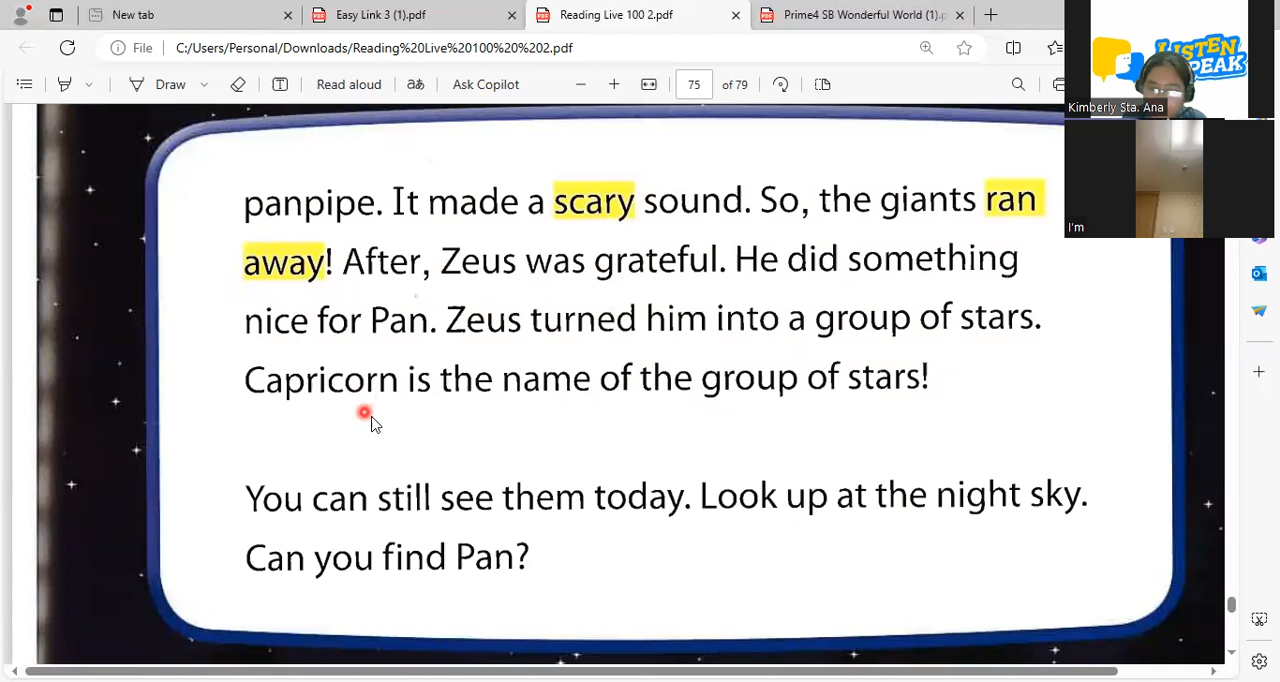 New tab
Easy Link 3 (1).pdf
Reading Live 100 2.pdf
Prime4 SB Wonderful World (1).p
File
C:/Users/Personal/Downloads/Reading%20Live%20100%20%202.pdf
Draw
Read aloud
aあ
Ask Copilot
75
of 79
LISTEN
PEAK
Kimberly Sta. Ana
I'm
panpipe. It made a scary sound. So, the giants ran
away! After, Zeus was grateful. He did something
nice for Pan. Zeus turned him into a group of stars.
Capricorn is the name of the group of stars!
You can still see them today. Look up at the night sky.
Can you find Pan?